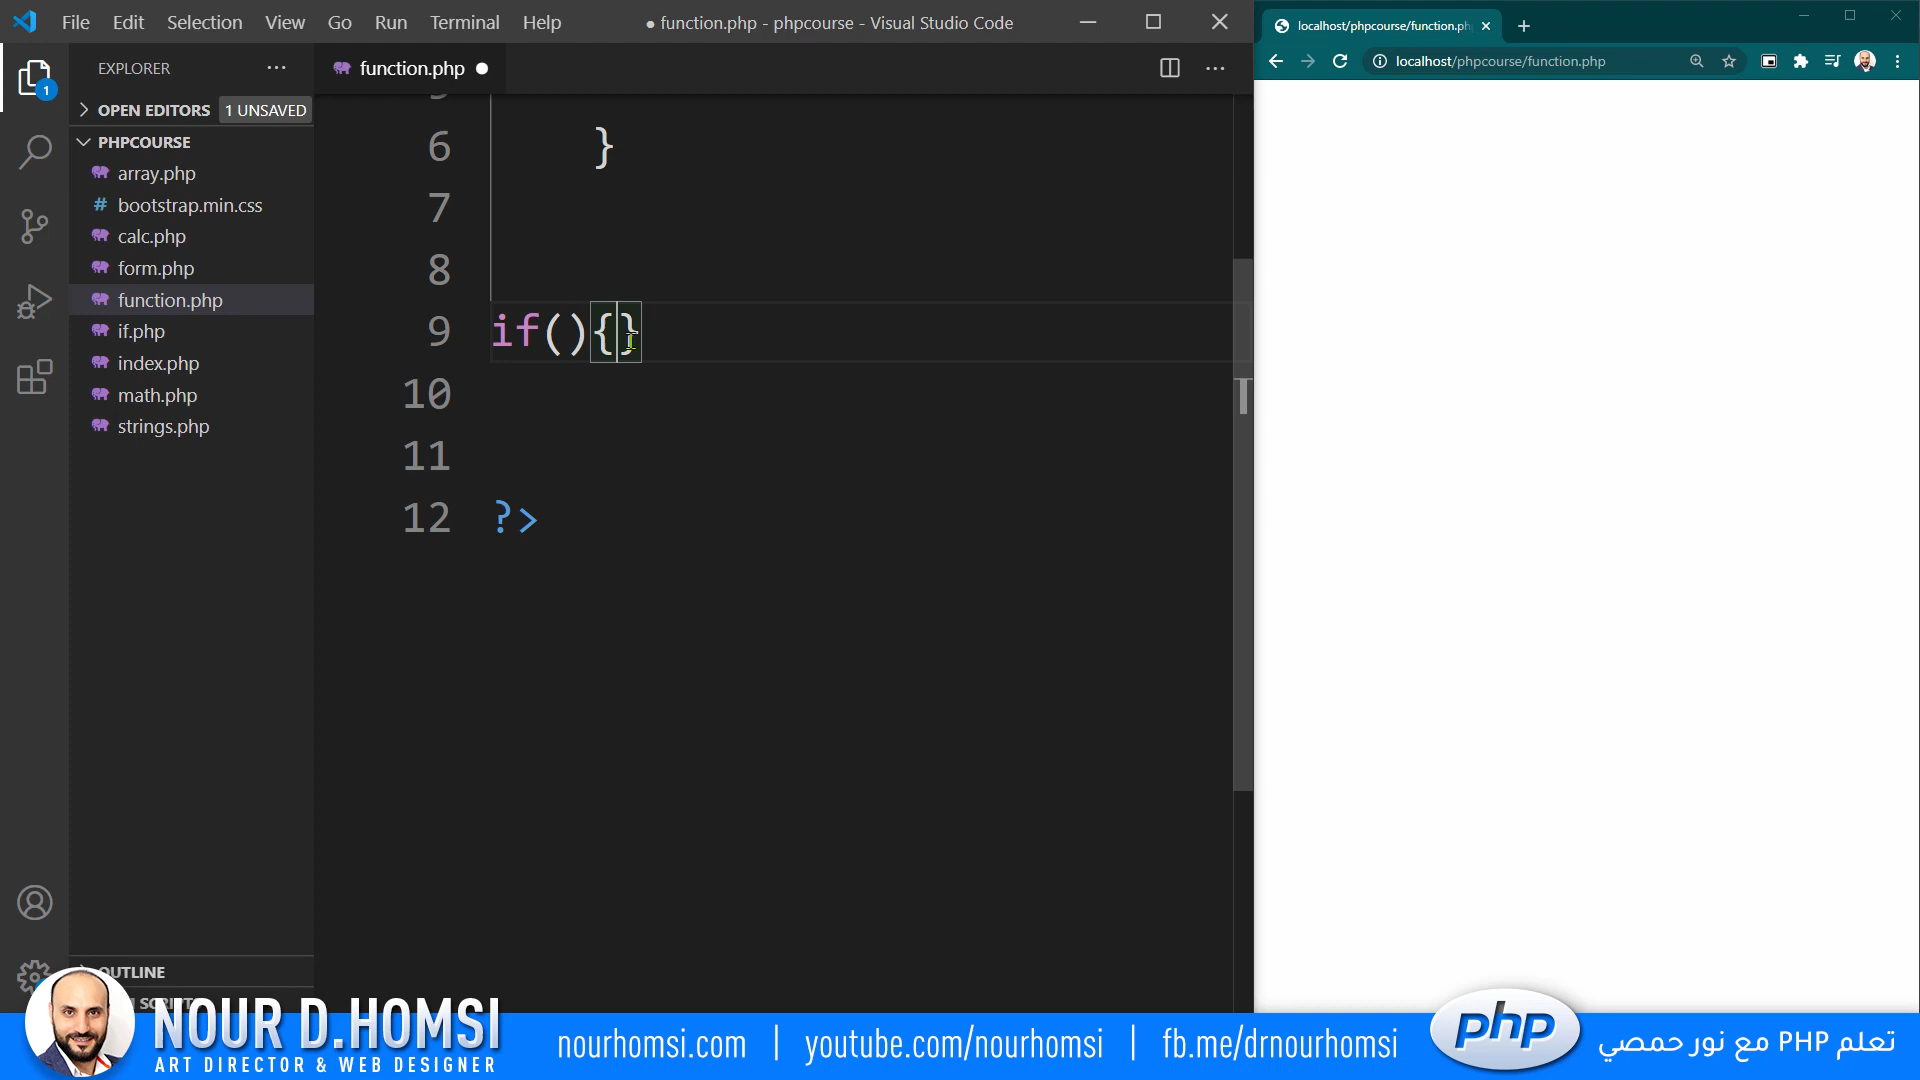 File Edit Selection View Go Run Terminal Help
● function.php - phpcourse - Visual Studio Code
EXPLORER
OPEN EDITORS 1 UNSAVED
PHPCOURSE
array.php
# bootstrap.min.css
calc.php
form.php
function.php
if.php
index.php
math.php
strings.php
OUTLINE
1
function.php ●
6 }
7
8
9 if(){}
10
11
12 ?>
localhost/phpcourse/function.ph
localhost/phpcourse/function.php
NOUR D.HOMSI
ART DIRECTOR & WEB DESIGNER
nourhomsi.com | youtube.com/nourhomsi | fb.me/drnourhomsi
php
تعلم PHP مع نور حمصي